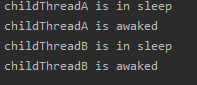 childThreadA is in sleep
childThreadA is awaked
childThreadB is in sleep
childThreadB is awaked